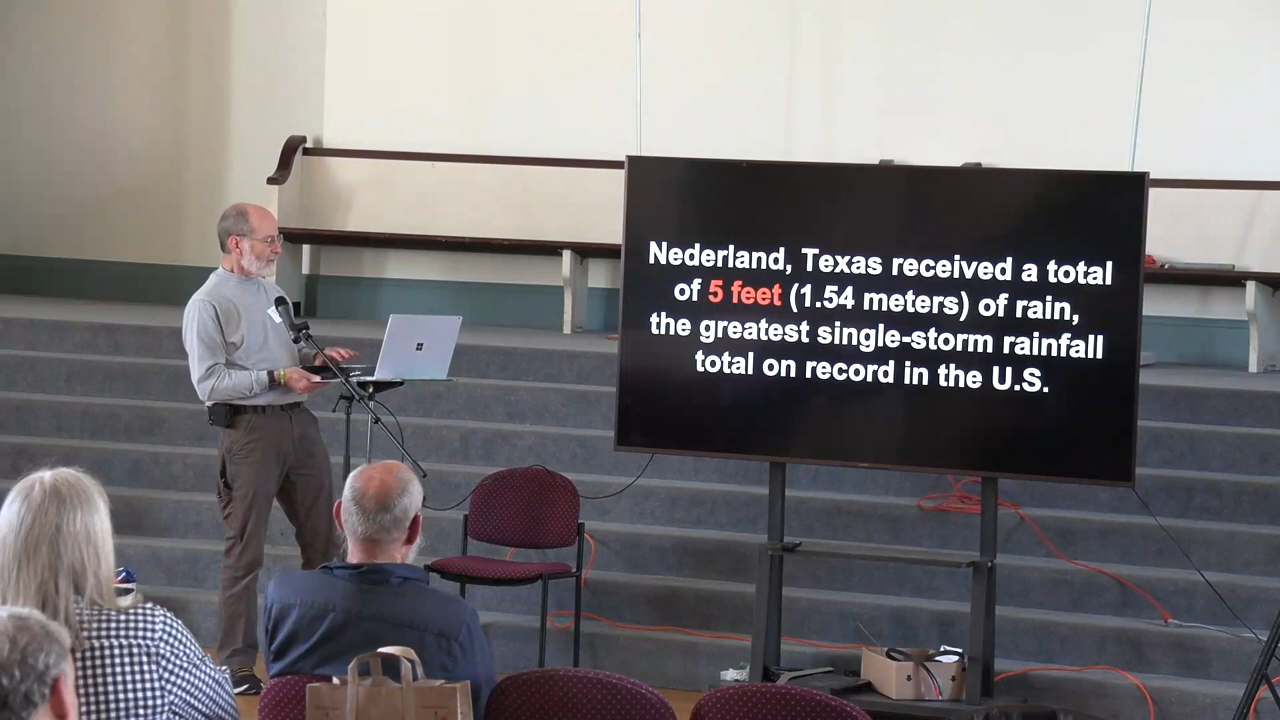 Nederland, Texas received a total
of 5 feet (1.54 meters) of rain,
the greatest single-storm rainfall
total on record in the U.S.